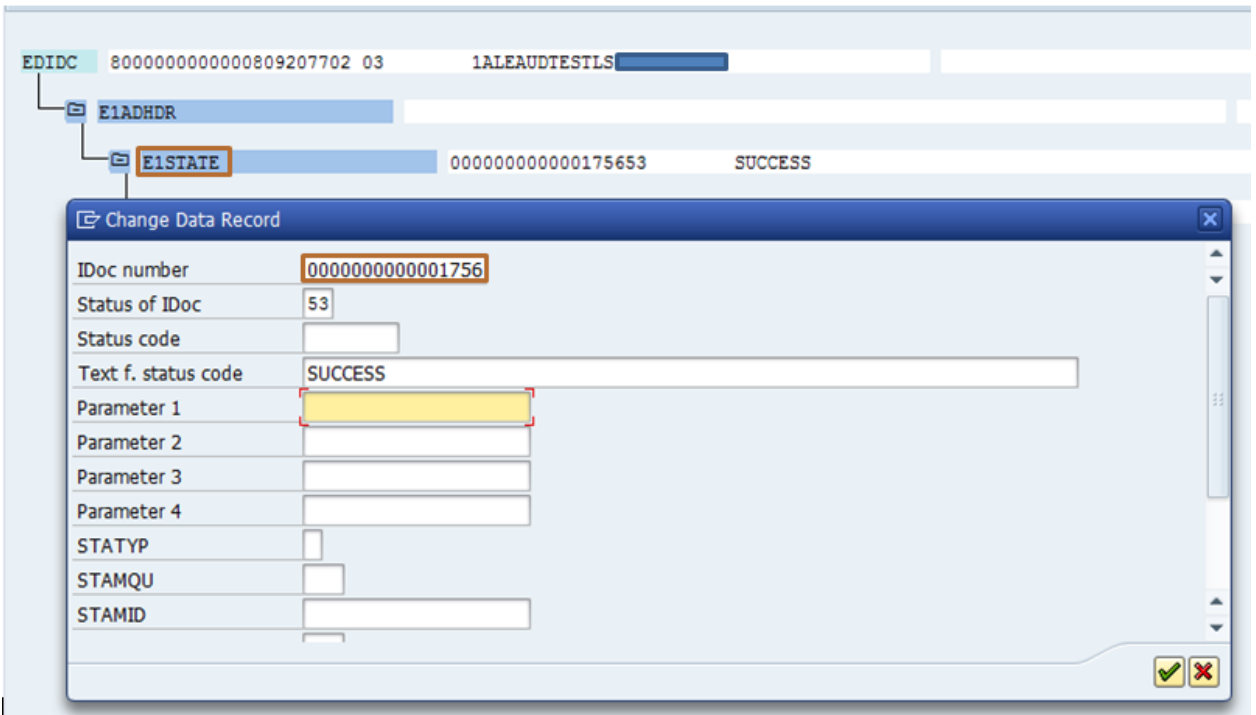 EDIDC 8000000000000809207702 03 1ALEAUDTESTLS
E1ADHDR
E1STATE 000000000000175653 SUCCESS
Change Data Record
IDoc number 0000000000001756
Status of IDoc 53
Status code
Text f. status code SUCCESS
Parameter 1
Parameter 2
Parameter 3
Parameter 4
STATYP
STAMQU
STAMID